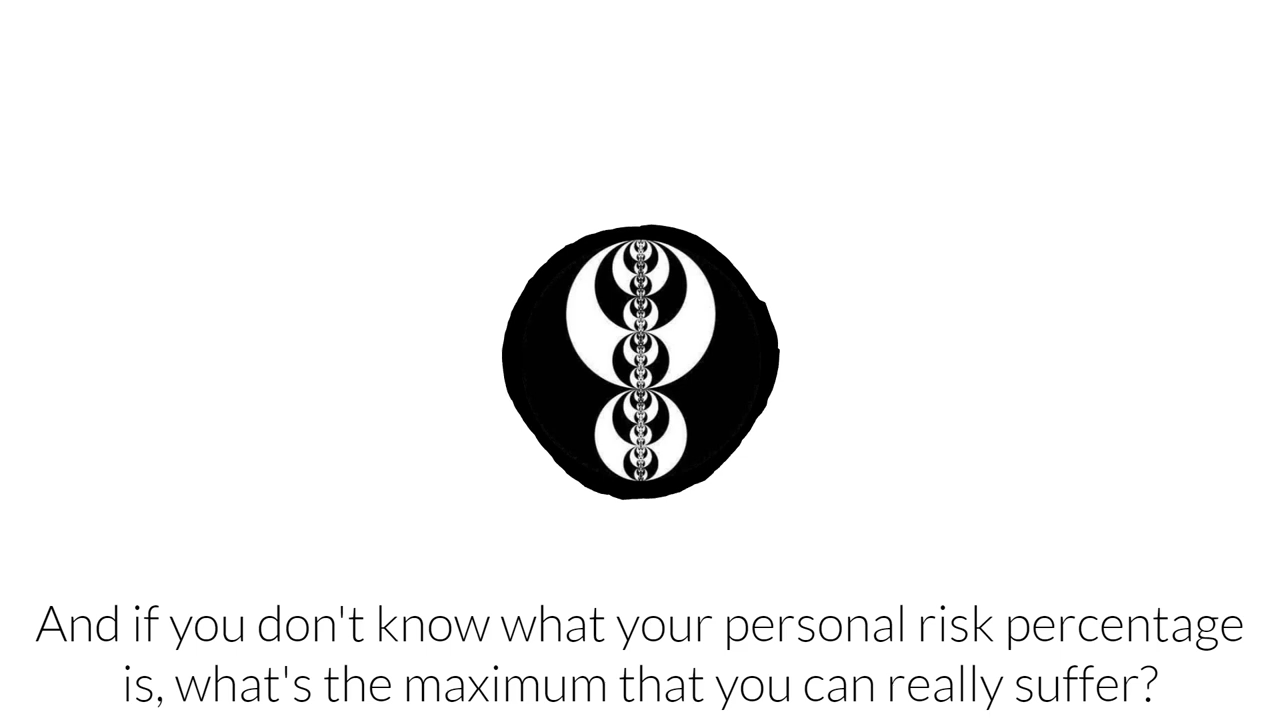 And if you don't know what your personal risk percentage
is, what's the maximum that you can really suffer?